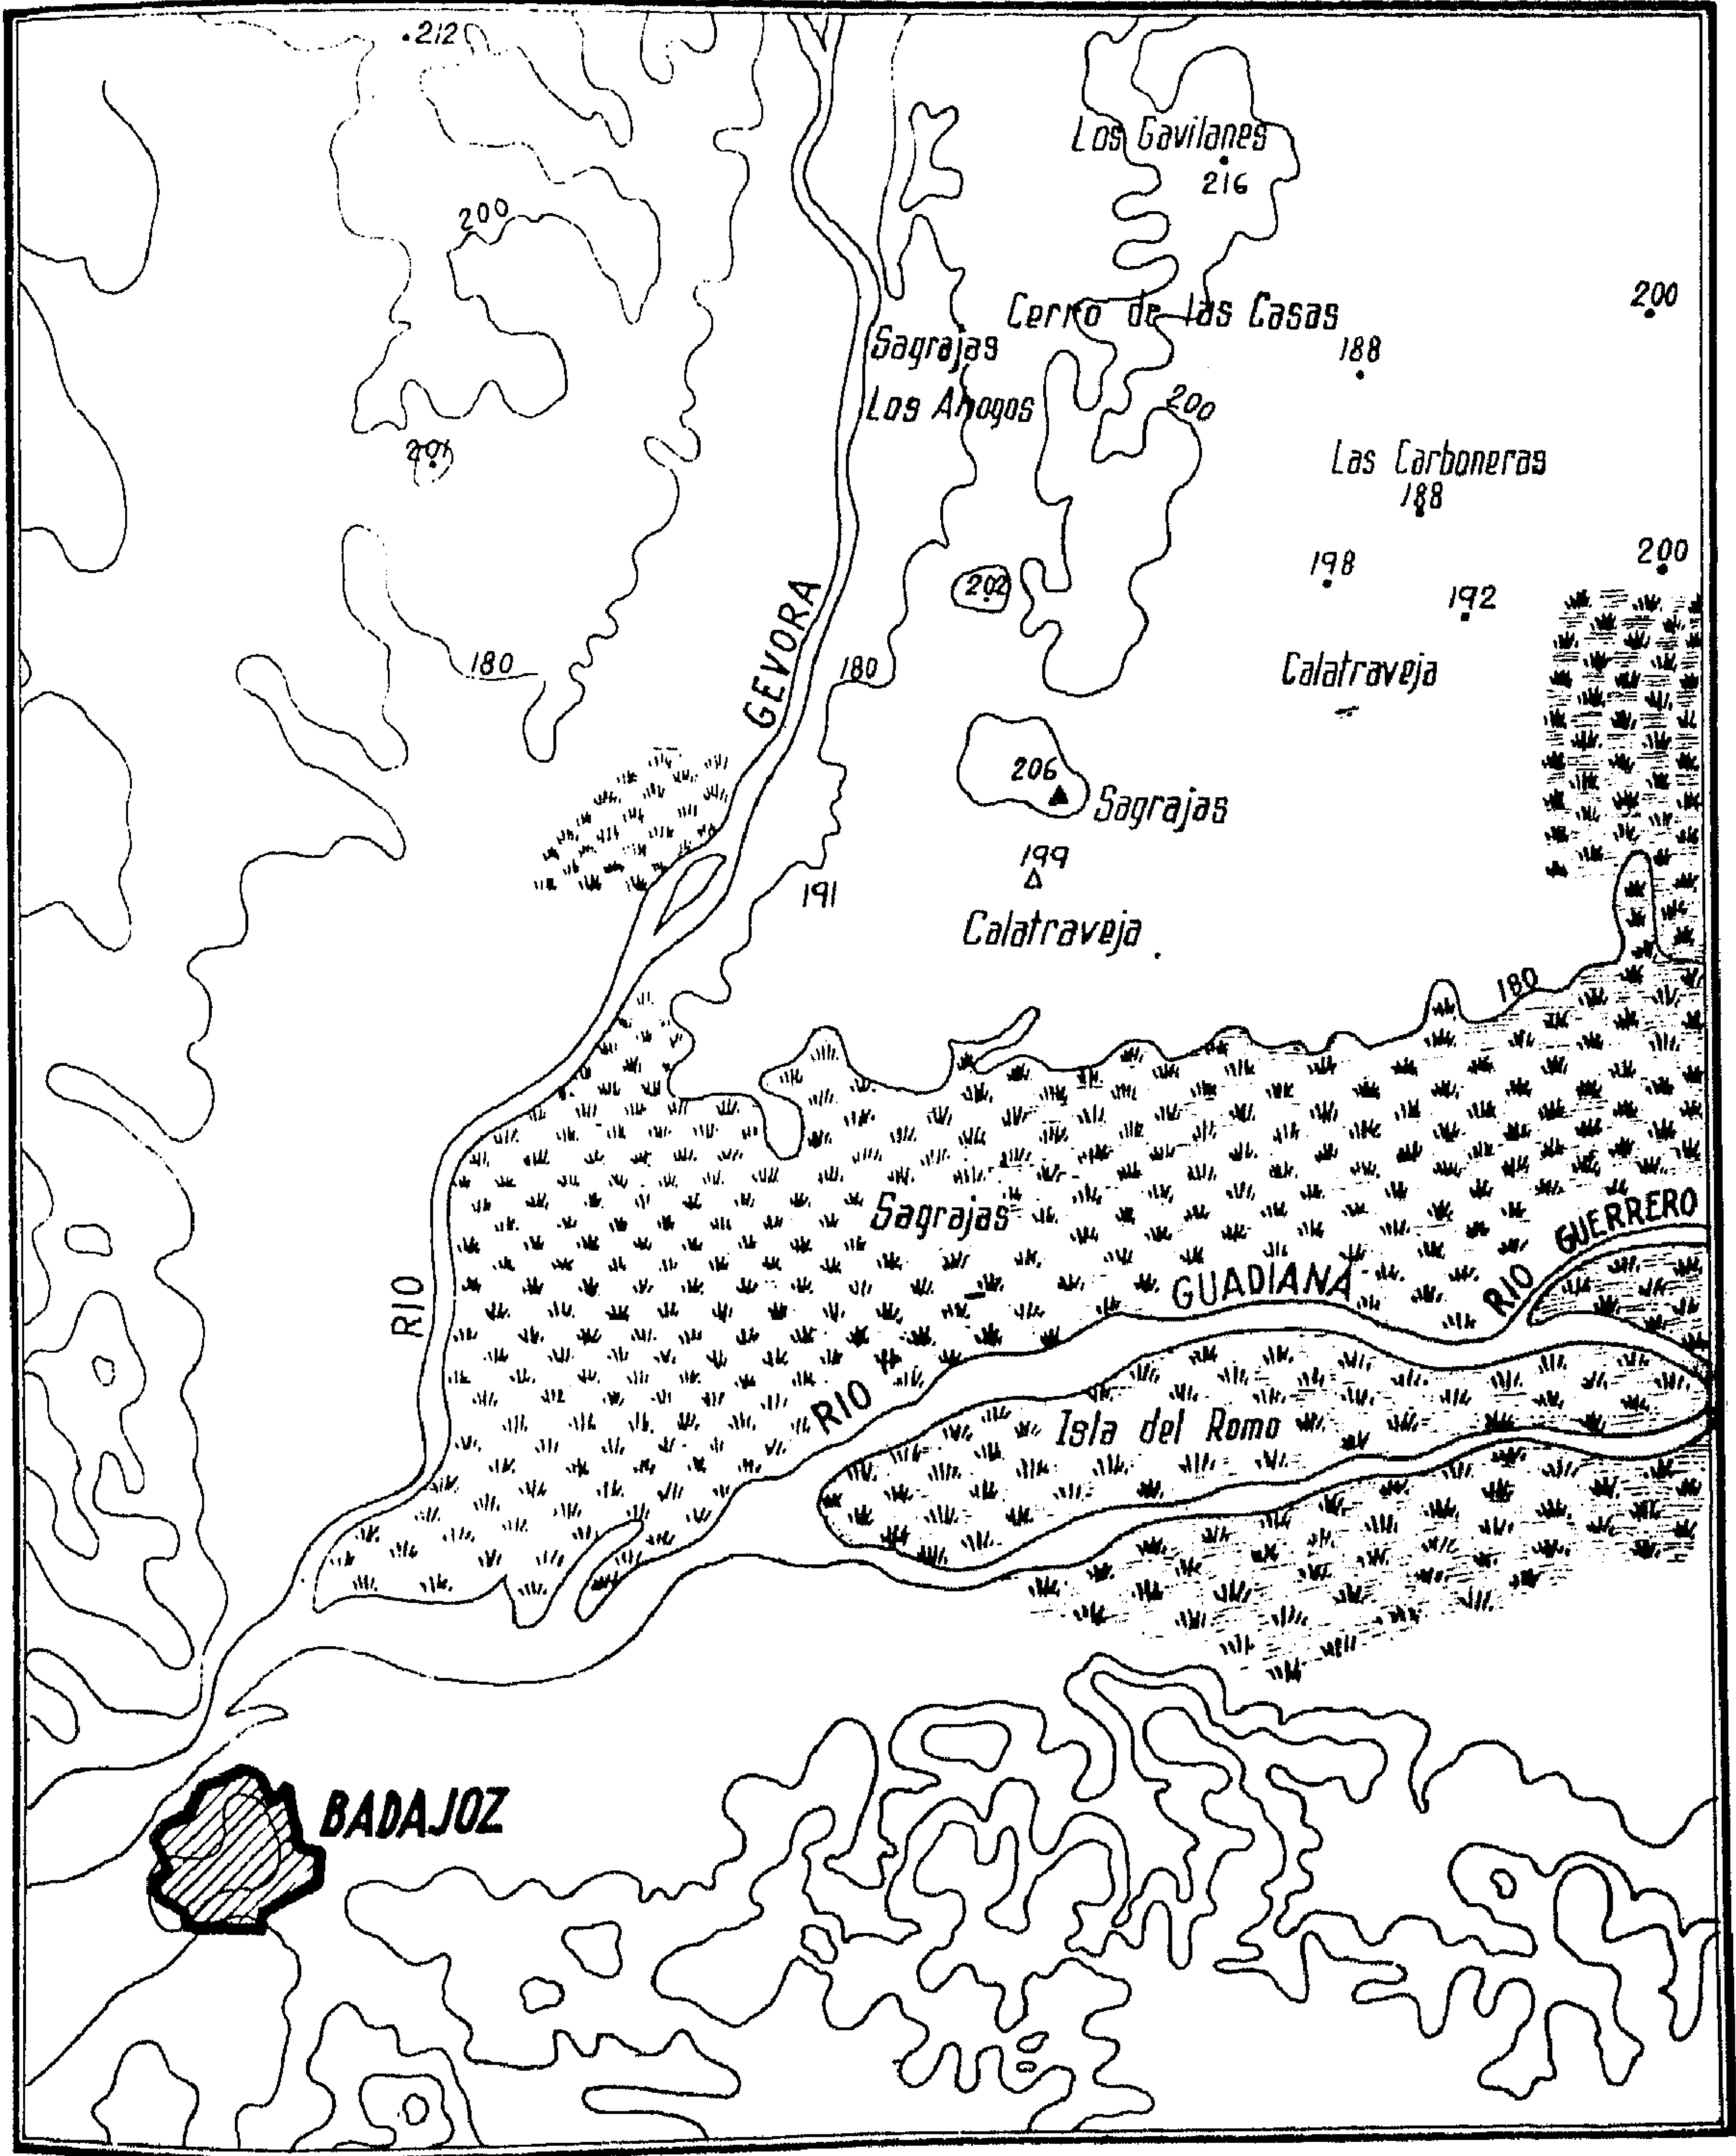 .212
Los Gavilanes
216
200
200
Cerro de las Casas
Sagrajas
188
Los Ahogos
200
201
Las Carboneras
188
200
198
202
192
GEVORA
180
180
Calatraveja
206
Sagrajas
199
191
Calatraveja
180
Sagrajas
GUERRERO
RIO
GUADIANA
RIO
RIO
Isla del Romo
BADAJOZ